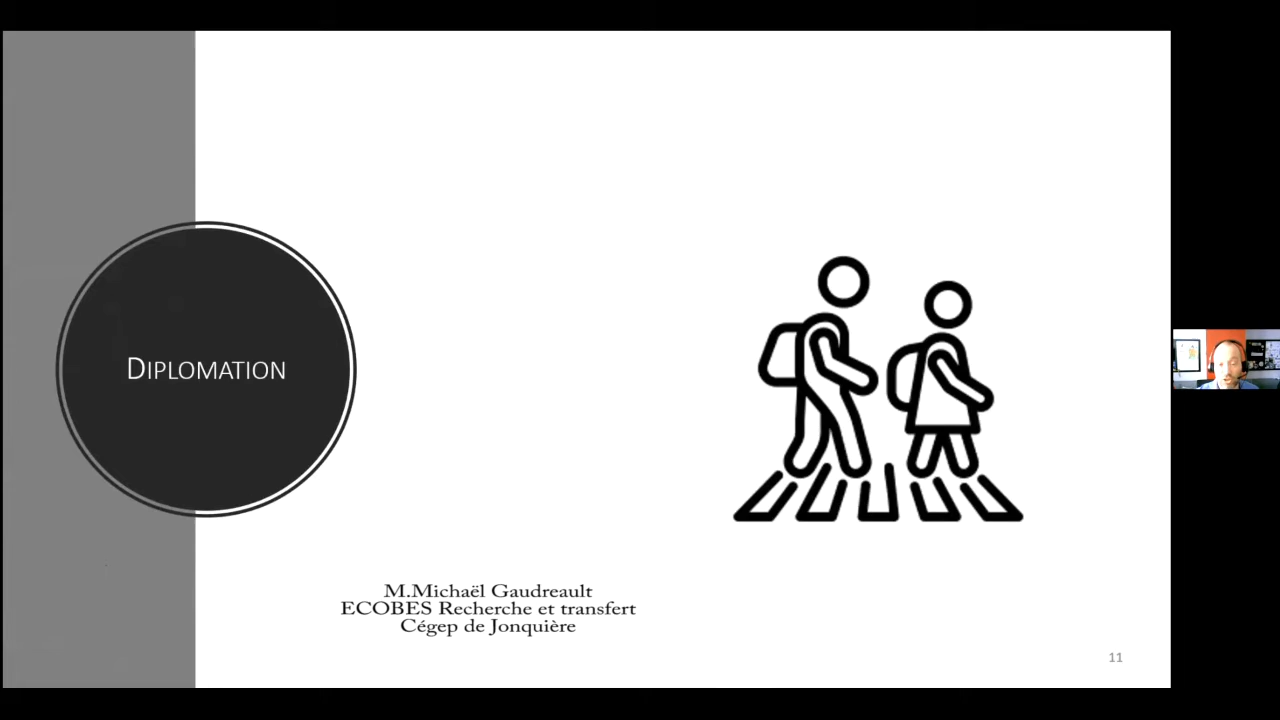 DIPLOMATION
M.Michaël Gaudreault
ECOBES Recherche et transfert
Cégep de Jonquière
11